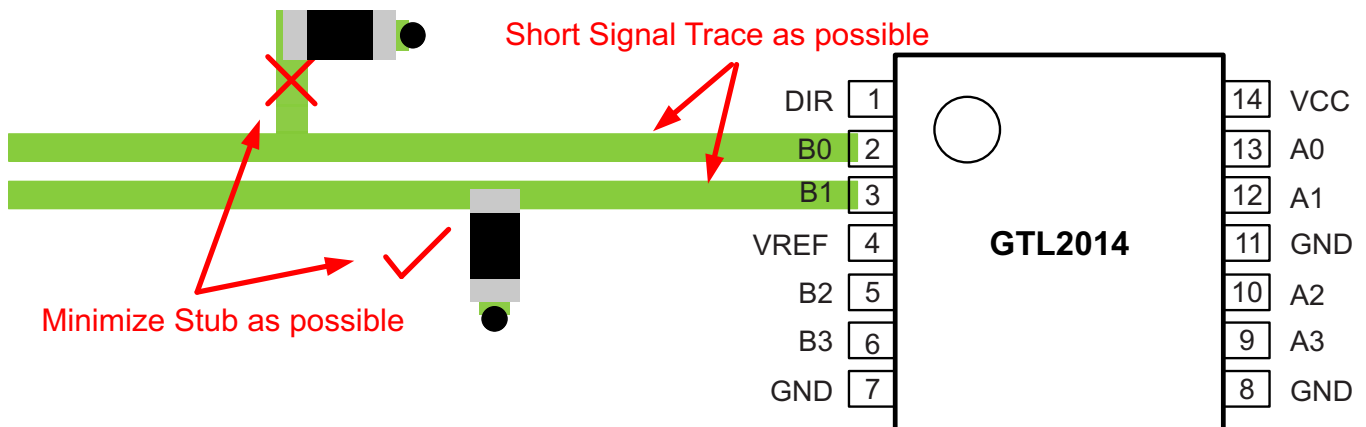 Short Signal Trace as possible
DIR 1
B0 2
B1 3
VREF 4
B2 5
B3 6
GND 7
GTL2014
14 VCC
13 A0
12 A1
11 GND
10 A2
9 A3
8 GND
Minimize Stub as possible